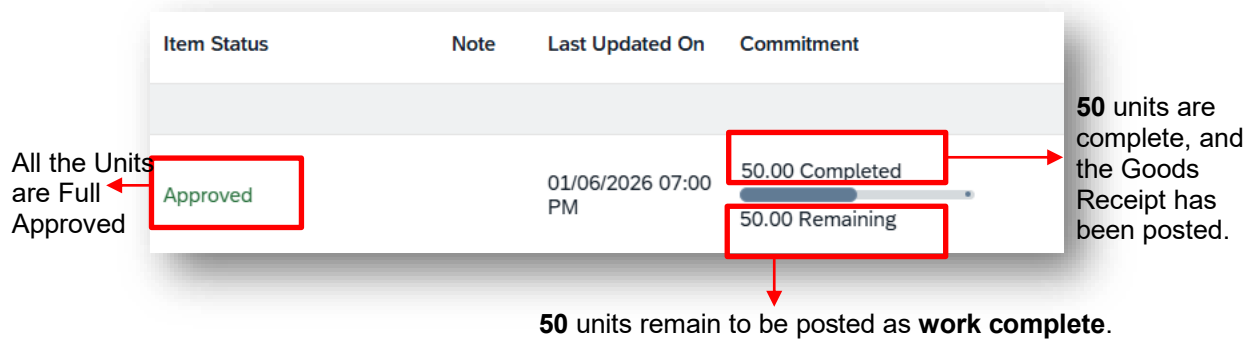 Item Status Note Last Updated On Commitment
50 units are
complete, and
the Goods
Receipt has
been posted.
All the Units
are Full
Approved
Approved
01/06/2026 07:00
PM
50.00 Completed
50.00 Remaining
50 units remain to be posted as work complete.